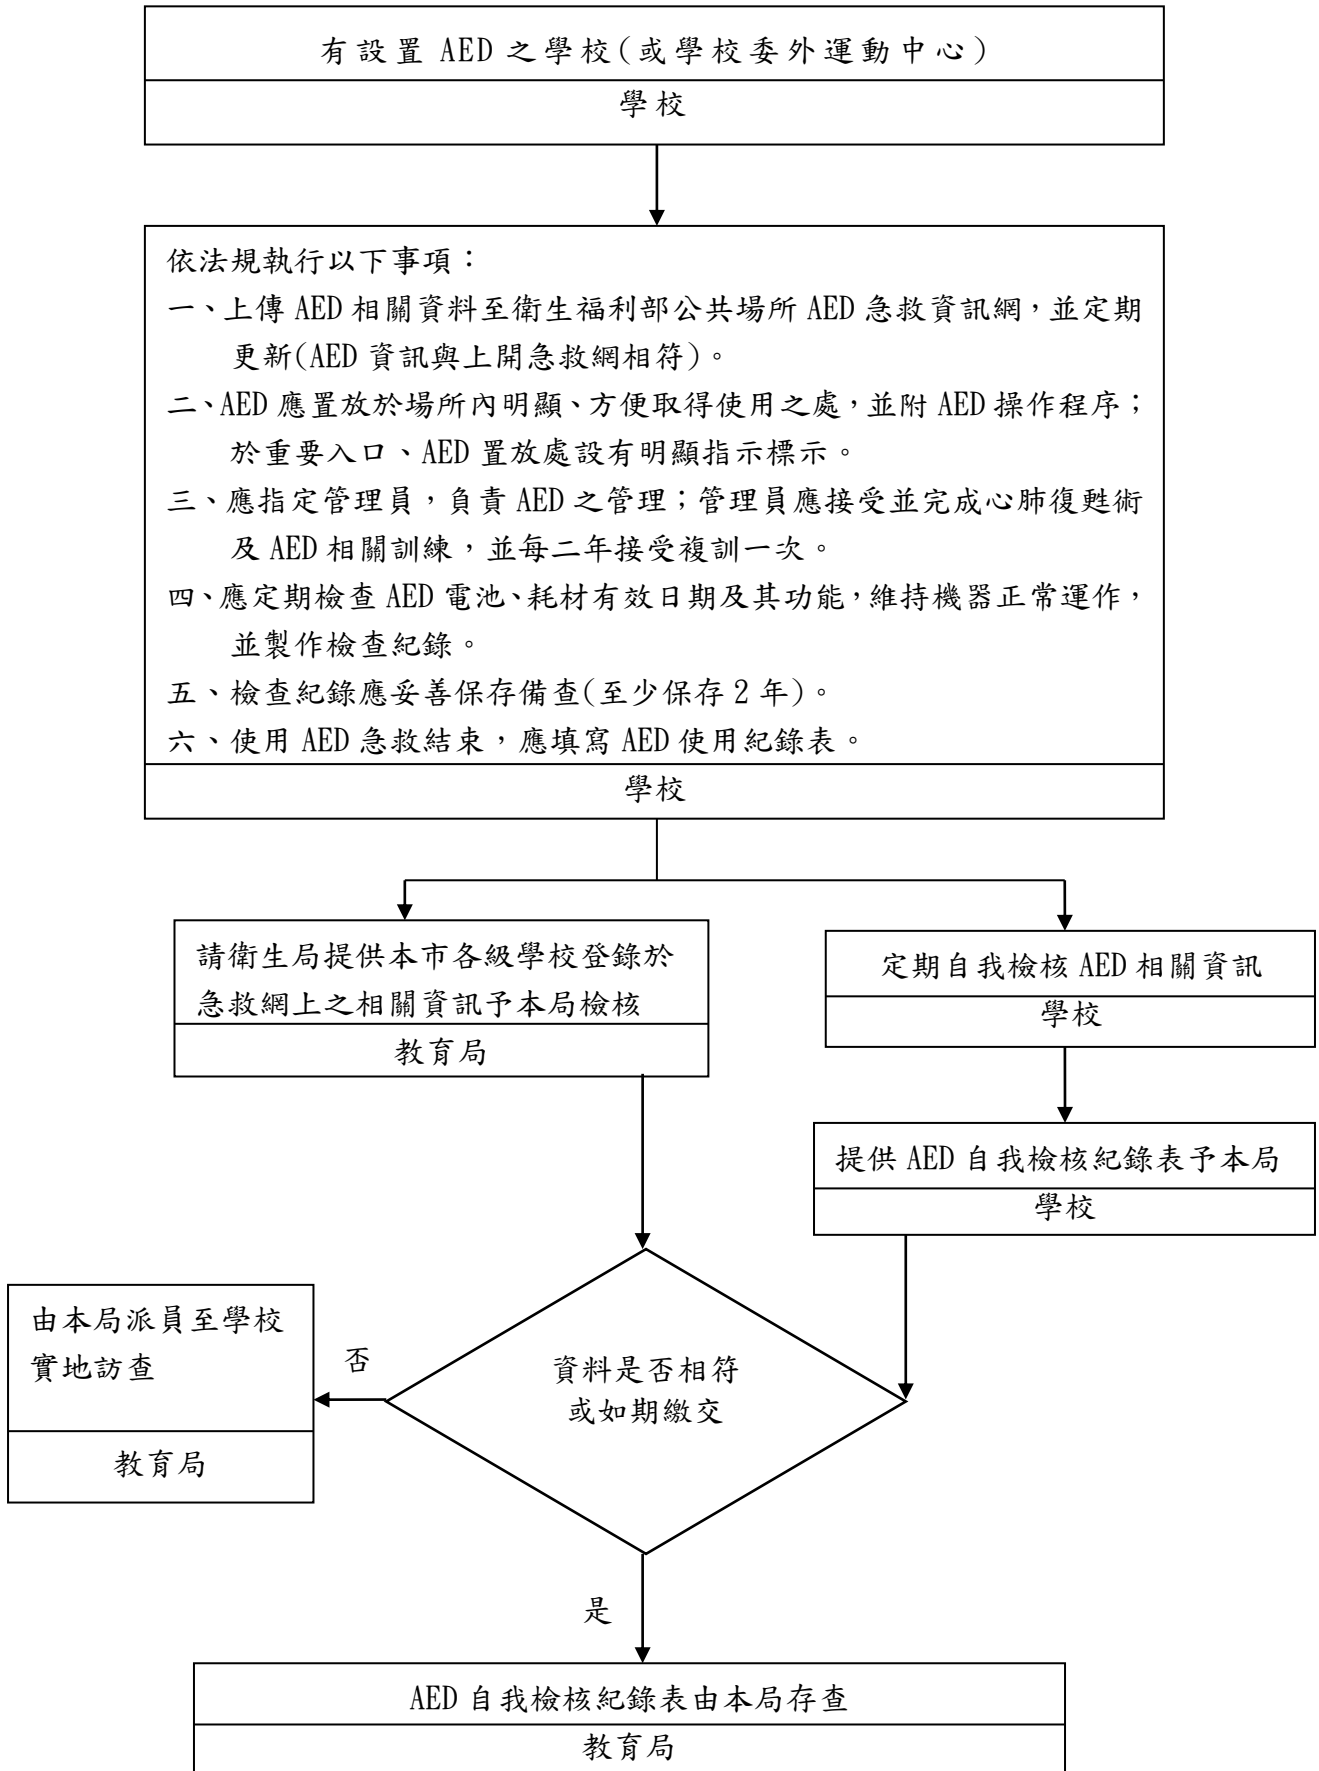 有設置 AED 之學校(或學校委外運動中心)
學校
依法規執行以下事項：
一、上傳 AED 相關資料至衛生福利部公共場所 AED 急救資訊網，並定期
更新(AED 資訊與上開急救網相符)。
二、AED 應置放於場所內明顯、方便取得使用之處，並附 AED 操作程序；
於重要入口、AED 置放處設有明顯指示標示。
三、應指定管理員，負責 AED 之管理；管理員應接受並完成心肺復甦術
及 AED 相關訓練，並每二年接受複訓一次。
四、應定期檢查 AED 電池、耗材有效日期及其功能，維持機器正常運作，
並製作檢查紀錄。
五、檢查紀錄應妥善保存備查(至少保存 2 年)。
六、使用 AED 急救結束，應填寫 AED 使用紀錄表。
學校
請衛生局提供本市各級學校登錄於
急救網上之相關資訊予本局檢核
教育局
定期自我檢核 AED 相關資訊
學校
提供 AED 自我檢核紀錄表予本局
學校
資料是否相符
或如期繳交
否
由本局派員至學校
實地訪查
教育局
是
AED 自我檢核紀錄表由本局存查
教育局